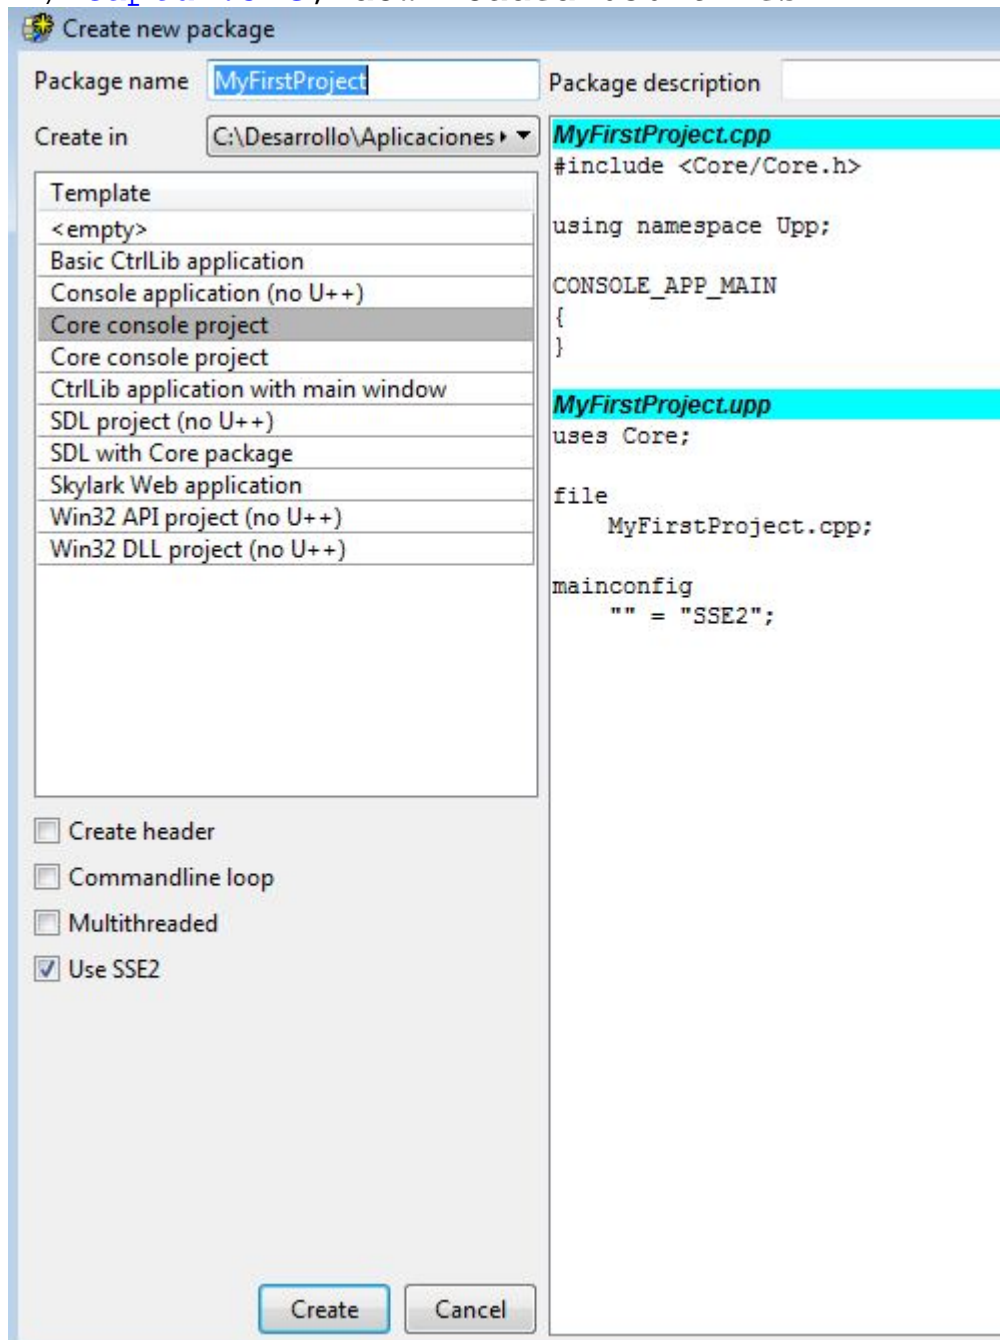 Create new package
Package name MyFirstProject Package description
Create in C:\Desarrollo\Aplicaciones
Template
<empty>
Basic CtrlLib application
Console application (no U++)
Core console project
Core console project
CtrlLib application with main window
SDL project (no U++)
SDL with Core package
Skylark Web application
Win32 API project (no U++)
Win32 DLL project (no U++)
Create header
Commandline loop
Multithreaded
Use SSE2
Create Cancel
MyFirstProject.cpp
#include <Core/Core.h>
using namespace Upp;
CONSOLE_APP_MAIN
{
}
MyFirstProject.upp
uses Core;
file
    MyFirstProject.cpp;
mainconfig
    "" = "SSE2";